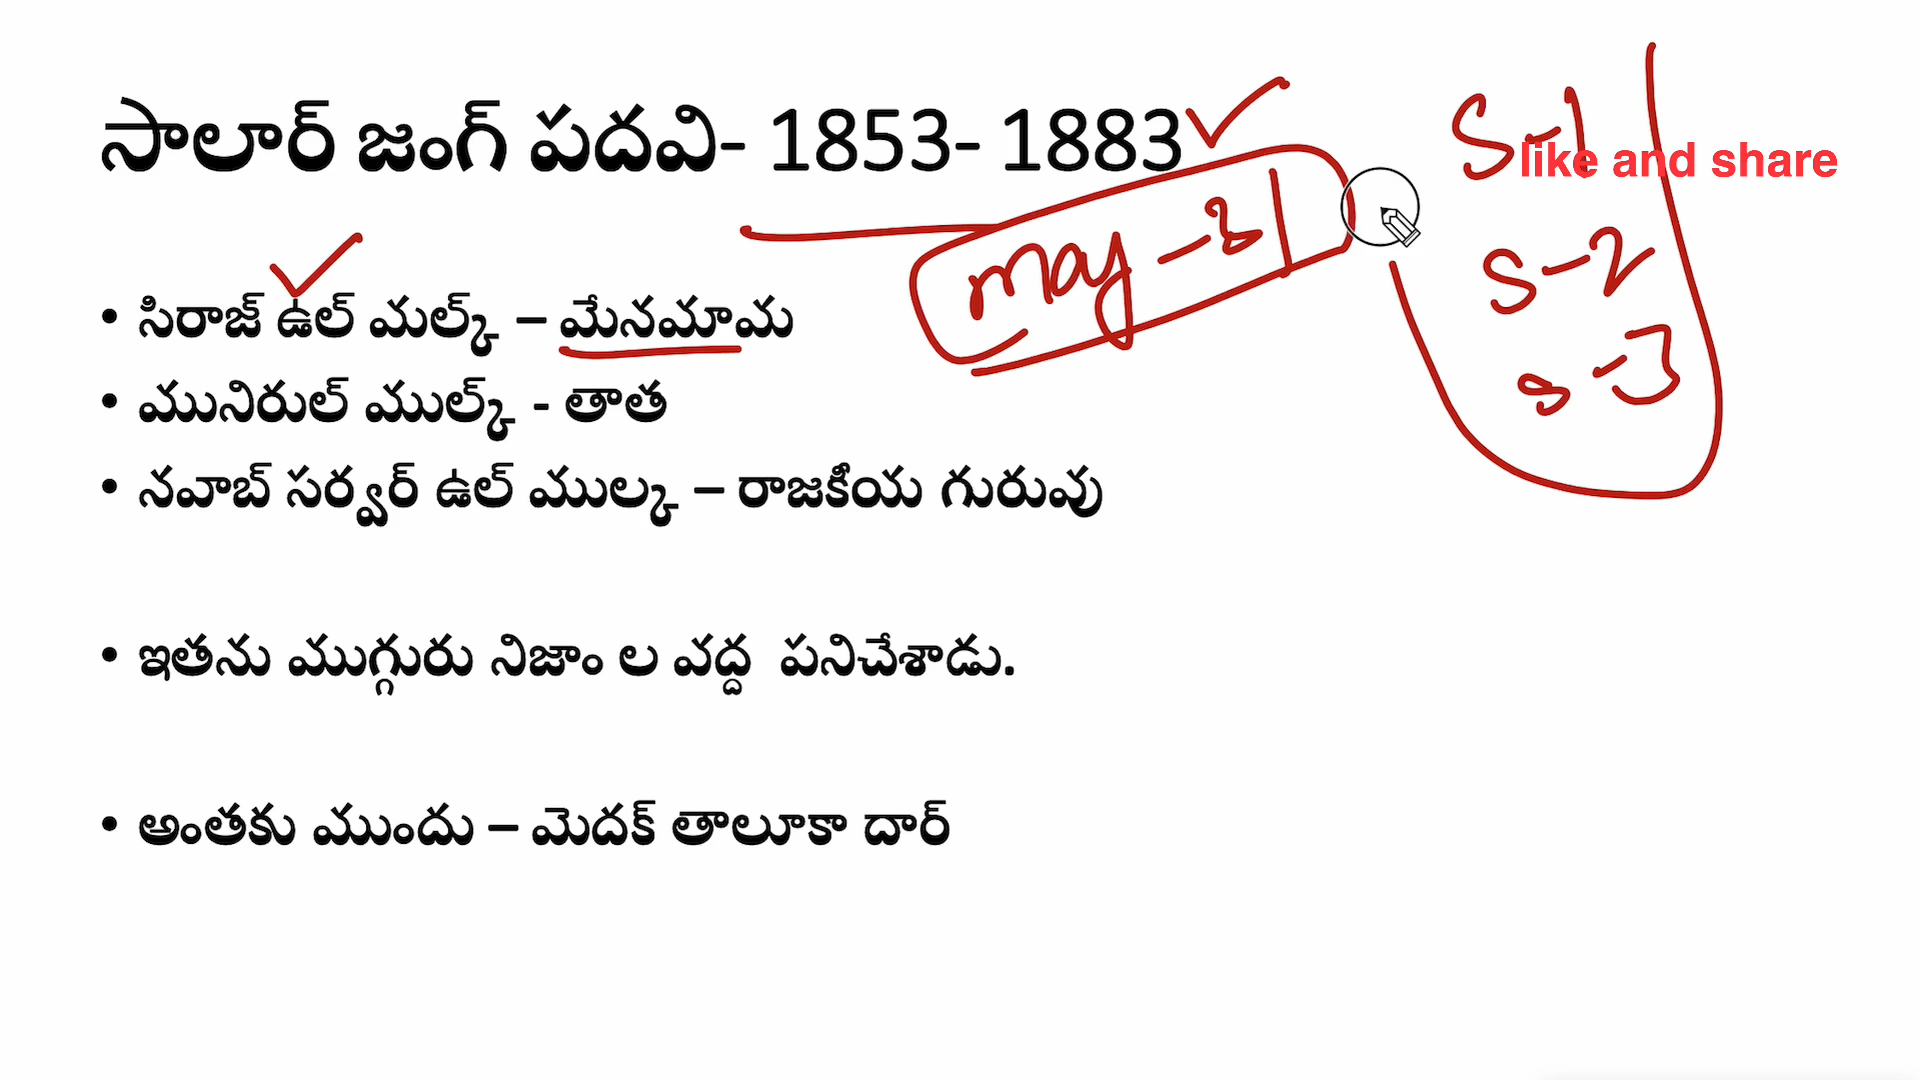 సాలార్ జంగ్ పదవి- 1853- 1883
S-1
like and share
may - 31
S-2
S-3
• సిరాజ్ ఉల్ మల్క్ – మేనమామ
• మునిరుల్ ముల్క్ - తాత
• నవాబ్ సర్వర్ ఉల్ ముల్క – రాజకీయ గురువు
• ఇతను ముగ్గురు నిజాం ల వద్ద పనిచేశాడు.
• అంతకు ముందు – మెదక్ తాలూకా దార్